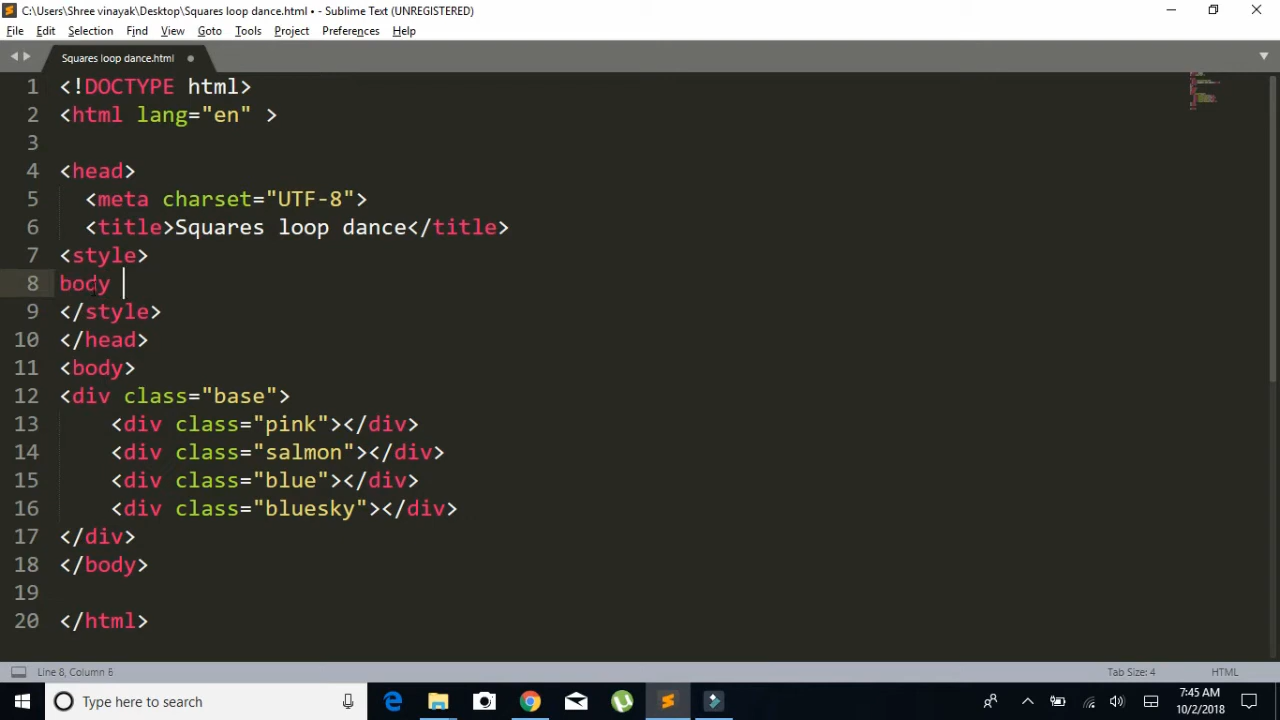 C:\Users\Shree vinayak\Desktop\Squares loop dance.html • - Sublime Text (UNREGISTERED)
File Edit Selection Find View Goto Tools Project Preferences Help
Squares loop dance.html
1 <!DOCTYPE html>
2 <html lang="en" >
3
4 <head>
5 <meta charset="UTF-8">
6 <title>Squares loop dance</title>
7 <style>
8 body
9 </style>
10 </head>
11 <body>
12 <div class="base">
13 <div class="pink"></div>
14 <div class="salmon"></div>
15 <div class="blue"></div>
16 <div class="bluesky"></div>
17 </div>
18 </body>
19
20 </html>
Line 8, Column 6 Tab Size: 4 HTML
Type here to search 7:45 AM
10/2/2018